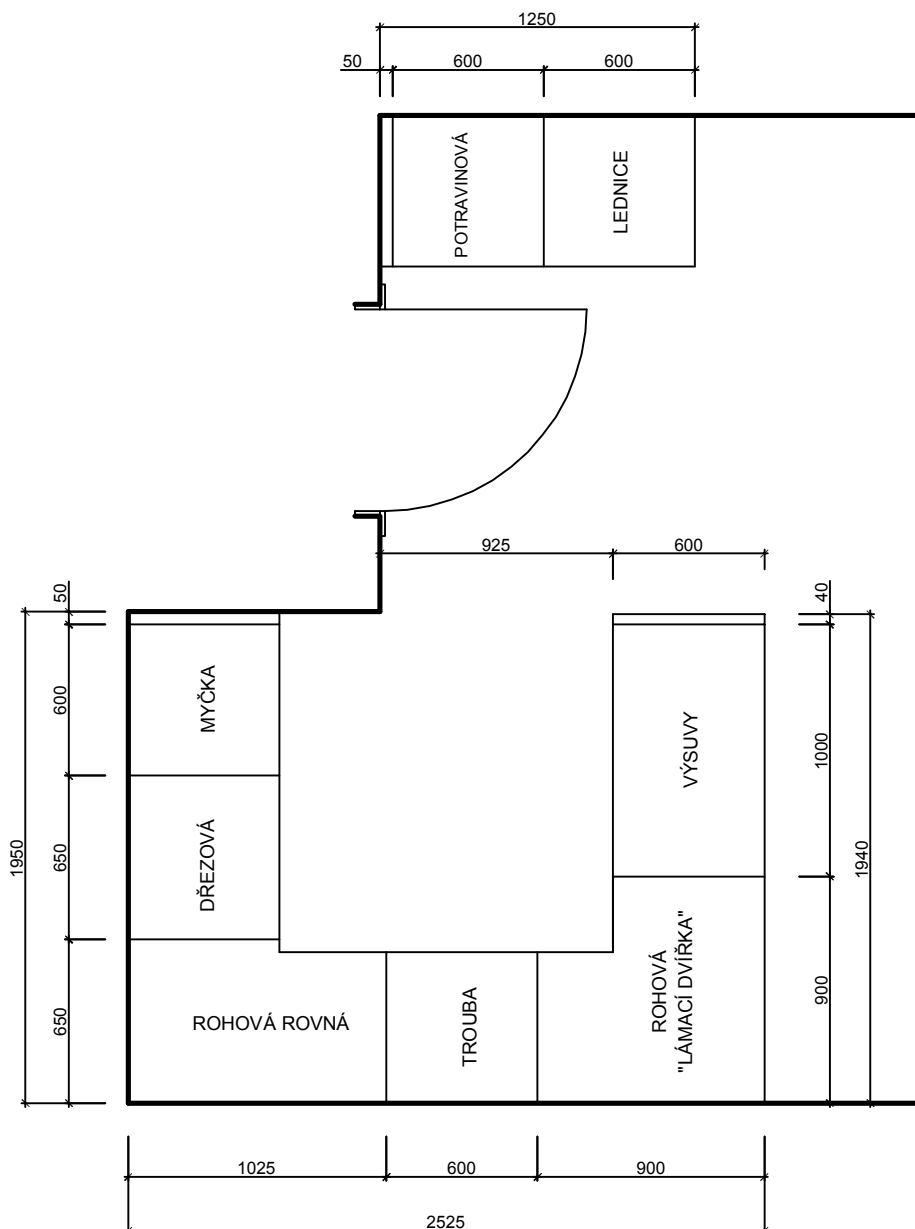 1250
50
600
600
POTRAVINOVÁ
LEDNICE
925
600
50
40
600
MYČKA
VÝSUVY
1000
1950
650
DŘEZOVÁ
1940
650
ROHOVÁ ROVNÁ
TROUBA
ROHOVÁ
"LÁMACÍ DVÍŘKA"
900
1025
600
900
2525